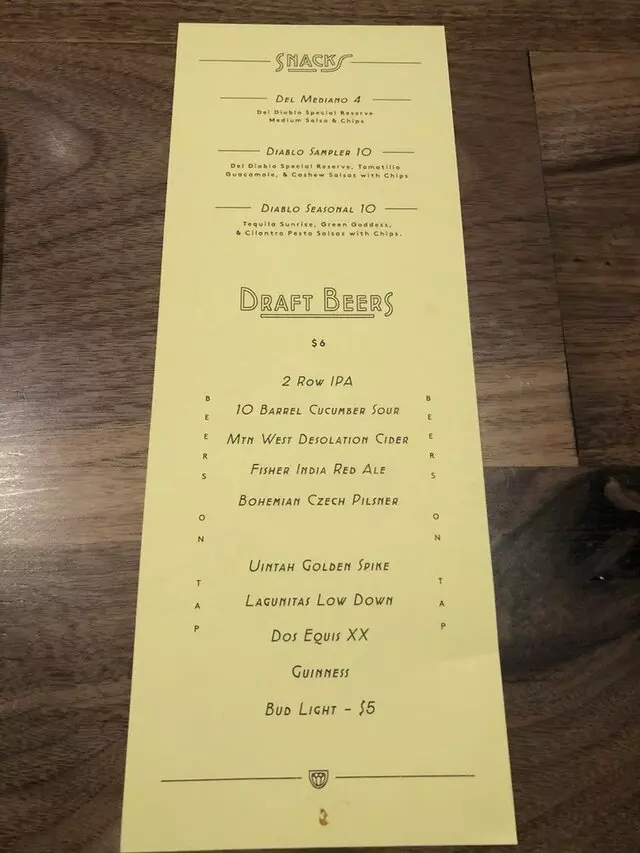 SNACKS
DEL MEDIANO 4
Del Diablo Special Reserve
Medium Salsa & Chips
DIABLO SAMPLER 10
Del Diablo Special Reserve, Tomatillo
Guacamole, & Cashew Salsas with Chips
DIABLO SEASONAL 10
Tequila Sunrise, Green Goddess,
& Cilantro Pesto Salsas with Chips.
DRAFT BEERS
$6
2 ROW IPA
10 BARREL CUCUMBER SOUR
MTN WEST DESOLATION CIDER
FISHER INDIA RED ALE
BOHEMIAN CZECH PILSNER
UINTAH GOLDEN SPIKE
LAGUNITAS LOW DOWN
DOS EQUIS XX
GUINNESS
BUD LIGHT - $5
BEERS ON TAP
BEERS ON TAP